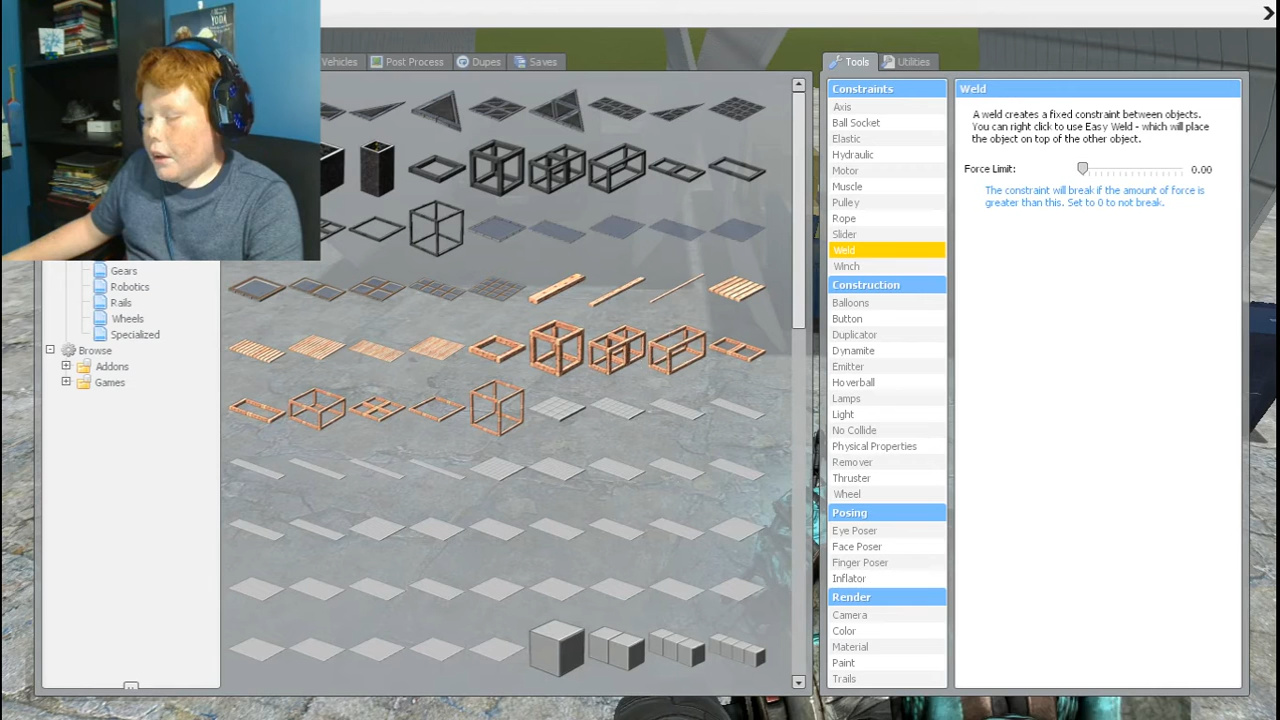 YODA
Vehicles
Post Process
Dupes
Saves
Gears
Robotics
Rails
Wheels
Specialized
Browse
Addons
Games
Tools
Utilities
Constraints
Axis
Ball Socket
Elastic
Hydraulic
Motor
Muscle
Pulley
Rope
Slider
Weld
Winch
Construction
Balloons
Button
Duplicator
Dynamite
Emitter
Hoverball
Lamps
Light
No Collide
Physical Properties
Remover
Thruster
Wheel
Posing
Eye Poser
Face Poser
Finger Poser
Inflator
Render
Camera
Color
Material
Paint
Trails
Weld
A weld creates a fixed constraint between objects.
You can right click to use Easy Weld - which will place
the object on top of the other object.
Force Limit: 0.00
The constraint will break if the amount of force is
greater than this. Set to 0 to not break.